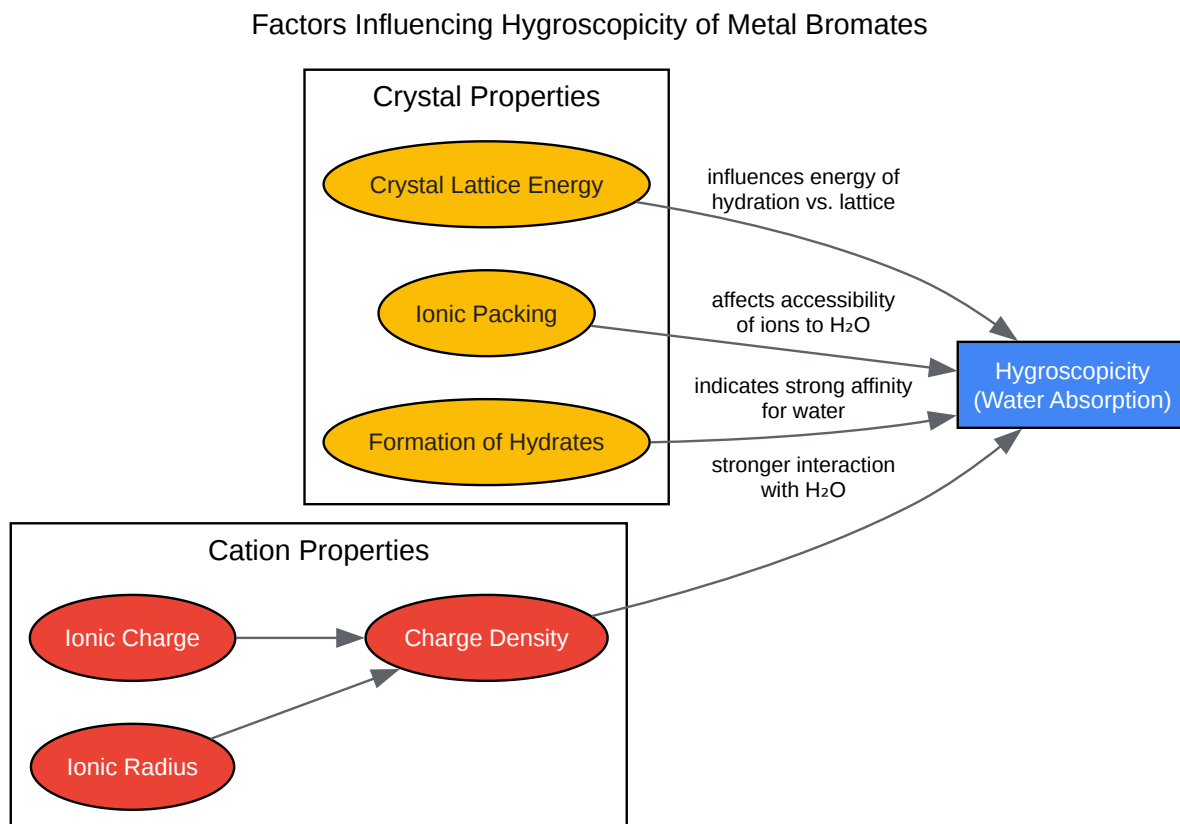 Factors Influencing Hygroscopicity of Metal Bromates
Crystal Properties
Crystal Lattice Energy
influences energy of
hydration vs. lattice
Ionic Packing
affects accessibility
of ions to H₂O
Hygroscopicity
(Water Absorption)
Formation of Hydrates
indicates strong affinity
for water
stronger interaction
with H₂O
Cation Properties
Ionic Charge
Charge Density
Ionic Radius